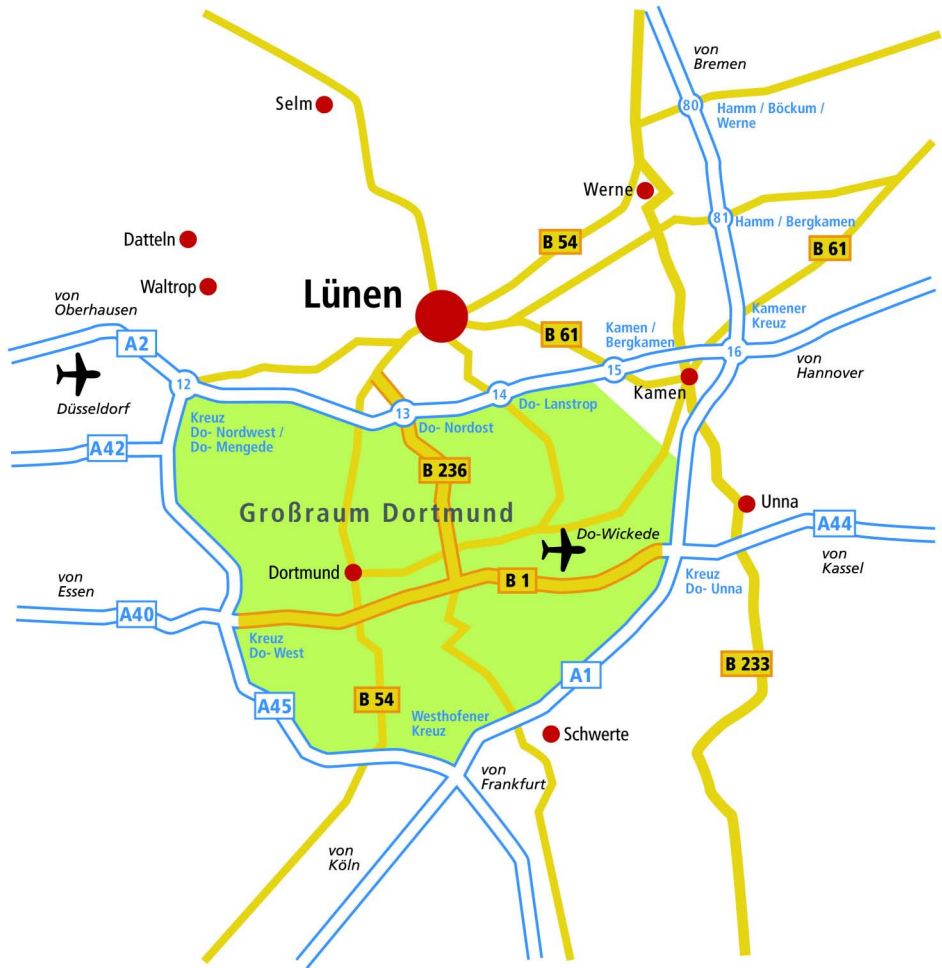 von
Bremen
Selm
80
Hamm / Böckum /
Werne
Werne
81
Hamm / Bergkamen
Datteln
B 54
B 61
Waltrop
Lünen
von
Oberhausen
Kamener
Kreuz
A2
B 61
Kamen /
Bergkamen
16
von
Hannover
15
Düsseldorf
12
14
Kamen
13
Do- Lanstrop
Kreuz
Do- Nordwest /
Do- Mengede
Do- Nordost
A42
B 236
Großraum Dortmund
Unna
A44
Do-Wickede
von
Kassel
Dortmund
B 1
von
Essen
Kreuz
Do- Unna
A40
Kreuz
Do- West
B 233
A1
B 54
A45
Westhofener
Kreuz
Schwerte
von
Frankfurt
von
Köln